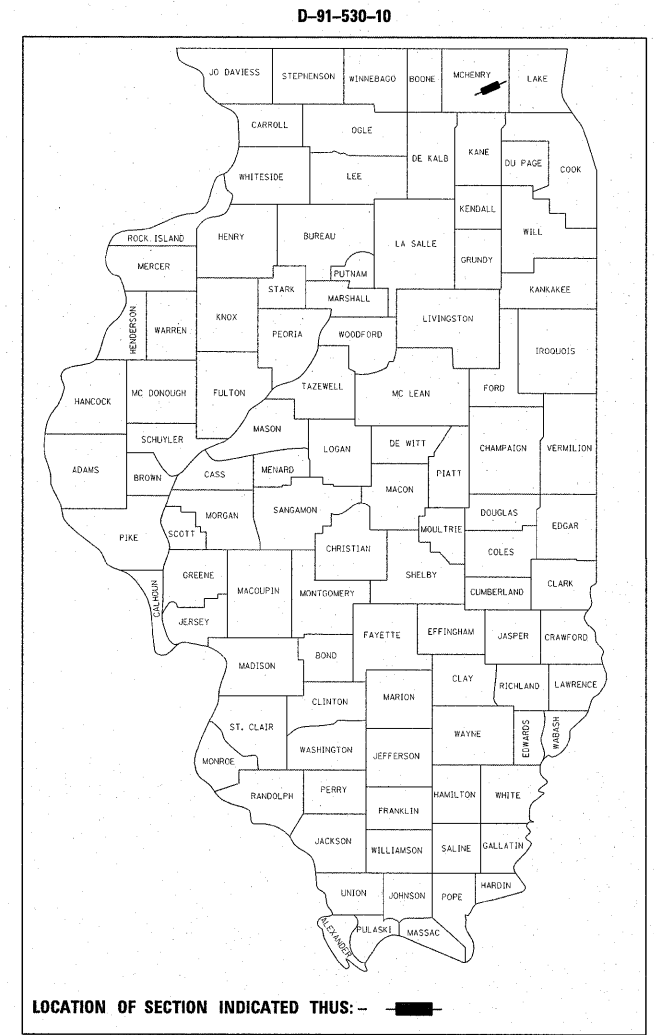 D-91-530-10
JO DAVIESS
STEPHENSON
WINNEBAGO
BOONE
MCHENRY
LAKE
CARROLL
OGLE
DE KALB
KANE
DU PAGE
COOK
WHITESIDE
LEE
KENDALL
ROCK ISLAND
HENRY
BUREAU
LA SALLE
WILL
MERCER
PUTNAM
GRUNDY
STARK
MARSHALL
KANKAKEE
HENDERSON
WARREN
KNOX
PEORIA
WOODFORD
LIVINGSTON
IROQUOIS
HANCOCK
MC DONOUGH
FULTON
TAZEWELL
MC LEAN
FORD
SCHUYLER
MASON
LOGAN
DE WITT
CHAMPAIGN
VERMILION
ADAMS
BROWN
CASS
MENARD
PIATT
MACON
MORGAN
SANGAMON
DOUGLAS
EDGAR
PIKE
SCOTT
CHRISTIAN
MOULTRIE
COLES
GREENE
MACOUPIN
MONTGOMERY
SHELBY
CUMBERLAND
CLARK
CALHOUN
JERSEY
FAYETTE
EFFINGHAM
JASPER
CRAWFORD
MADISON
BOND
CLAY
RICHLAND
LAWRENCE
CLINTON
MARION
ST. CLAIR
WAYNE
EDWARDS
WABASH
MONROE
WASHINGTON
JEFFERSON
RANDOLPH
PERRY
HAMILTON
WHITE
FRANKLIN
JACKSON
WILLIAMSON
SALINE
GALLATIN
UNION
JOHNSON
POPE
HARDIN
ALEXANDER
PULASKI
MASSAC
LOCATION OF SECTION INDICATED THUS: -